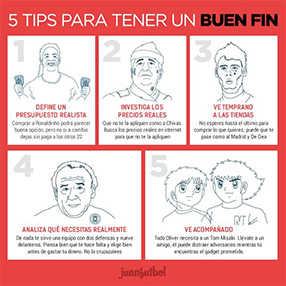 5 TIPS PARA TENER UN BUEN FIN
1
DEFINE UN
PRESUPUESTO REALISTA
Comprar a Ronaldinho podrá parecer
buena opción, pero no si a cambio
dejas sin paga a los otros 22
2
INVESTIGA LOS
PRECIOS REALES
Que no te la apliquen como a Chivas.
Busca los precios reales en internet
para que no te la apliquen
3
VE TEMPRANO
A LAS TIENDAS
No esperes hasta el último para
comprar lo que quieres, puede que te
pase como al Madrid y De Gea
4
ANALIZA QUÉ NECESITAS REALMENTE
De nada te sirve una equipo con dos defensas y nueve
delanteros. Piensa bien qué te hace falta y elige bien
antes de gastar tu dinero. No la cruzazulees
5
VE ACOMPAÑADO
Todo Oliver necesita a un Tom Misaki. Llévate a un
amigo, él puede distraer adversarios mientras tú
encuentras el gadget prometido.
juanfutbol